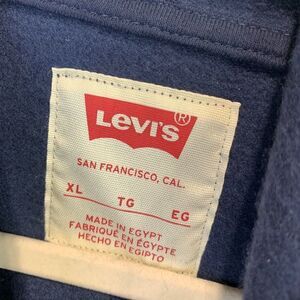 Levi's®
SAN FRANCISCO, CAL.
XL TG EG
MADE IN EGYPT
FABRIQUÉ EN ÉGYPTE
HECHO EN EGIPTO